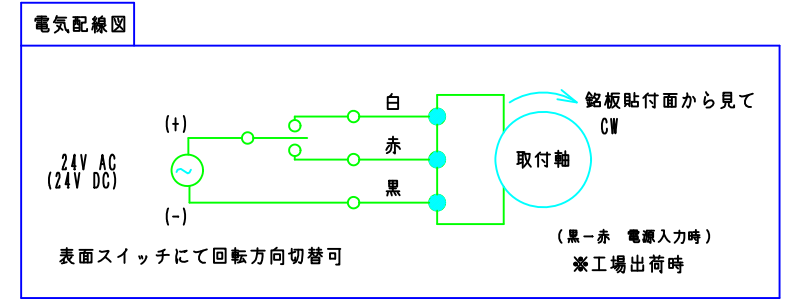 電気配線図
白
銘板貼付面から見て
CW
(+)
赤
取付軸
24V AC
(24V DC)
黒
(-)
(黒ー赤 電源入力時)
表面スイッチにて回転方向切替可
※工場出荷時